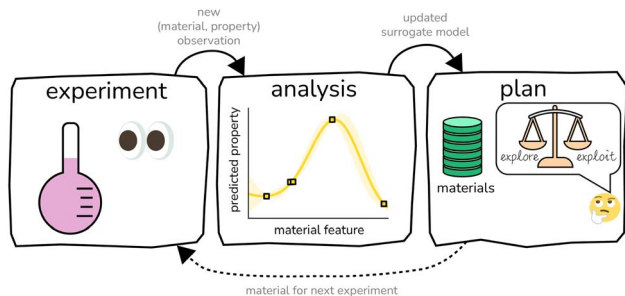 new
(material, property)
observation
updated
surrogate model
experiment
analysis
plan
predicted property
material feature
explore
exploit
materials
material for next experiment